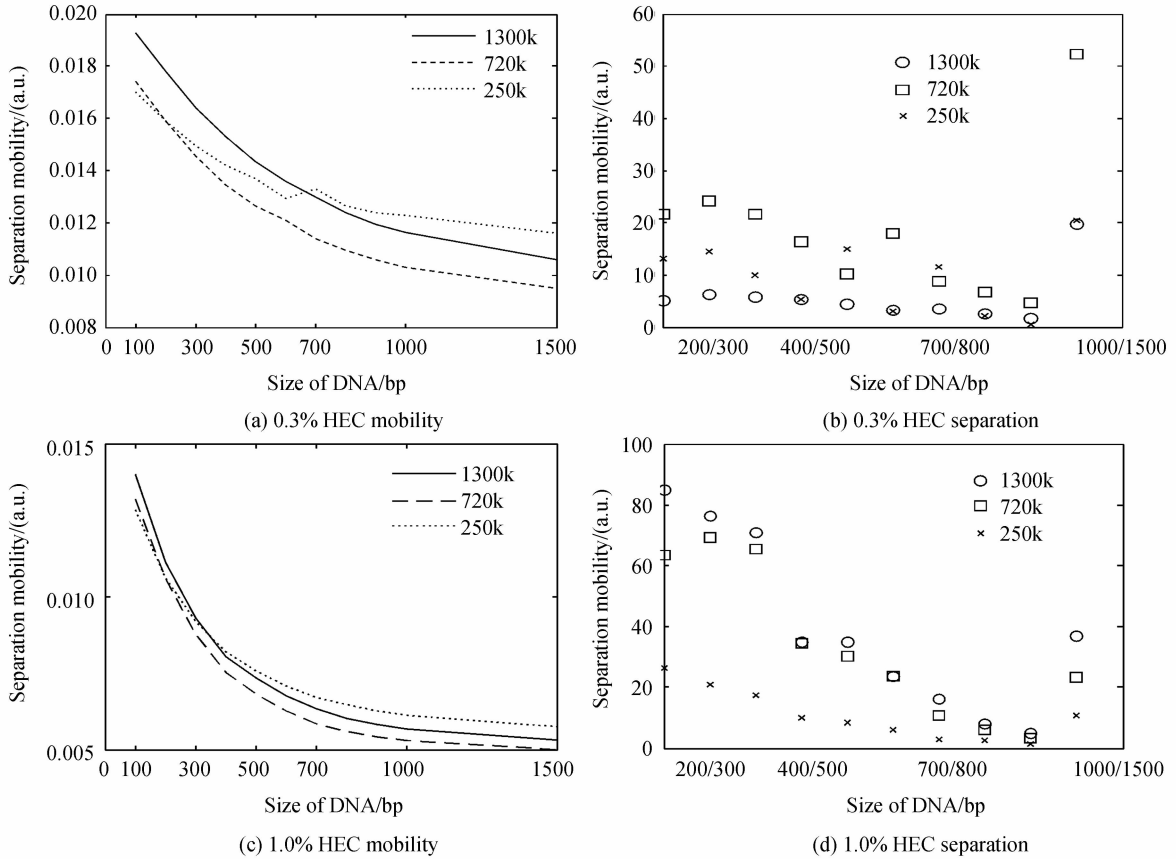 0.020
0.018
0.016
0.014
0.012
0.010
0.008
Separation mobility/(a.u.)
1300k
720k
250k
0 100 300 500 700 1000 1500
Size of DNA/bp
(a) 0.3% HEC mobility
60
50
40
30
20
10
0
Separation mobility/(a.u.)
1300k
720k
250k
200/300 400/500 700/800 1000/1500
Size of DNA/bp
(b) 0.3% HEC separation
0.015
0.010
0.005
Separation mobility/(a.u.)
1300k
720k
250k
0 100 300 500 700 1000 1500
Size of DNA/bp
(c) 1.0% HEC mobility
100
80
60
40
20
0
Separation mobility/(a.u.)
1300k
720k
250k
200/300 400/500 700/800 1000/1500
Size of DNA/bp
(d) 1.0% HEC separation